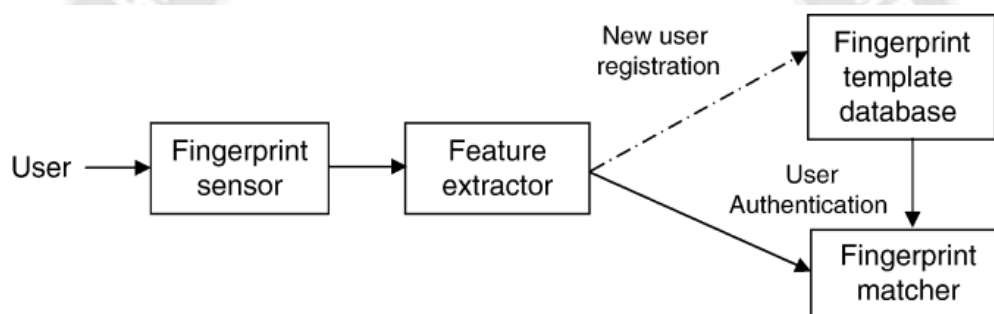 User
Fingerprint
sensor
Feature
extractor
New user
registration
Fingerprint
template
database
User
Authentication
Fingerprint
matcher